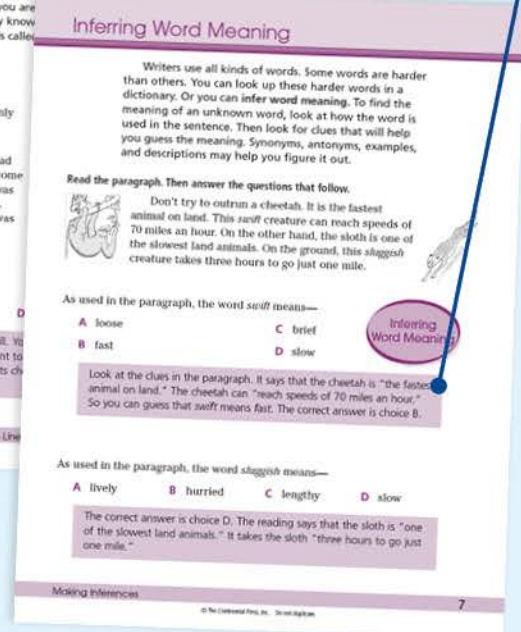 you are
y know
s called
Inferring Word Meaning
Writers use all kinds of words. Some words are harder
than others. You can look up these harder words in a
dictionary. Or you can infer word meaning. To find the
meaning of an unknown word, look at how the word is
used in the sentence. Then look for clues that will help
you guess the meaning. Synonyms, antonyms, examples,
and descriptions may help you figure it out.
Read the paragraph. Then answer the questions that follow.
Don't try to outrun a cheetah. It is the fastest
animal on land. This swift creature can reach speeds of
70 miles an hour. On the other hand, the sloth is one of
the slowest land animals. On the ground, this sluggish
creature takes three hours to go just one mile.
As used in the paragraph, the word swift means—
A loose
B fast
C brief
D slow
Inferring
Word Meaning
Look at the clues in the paragraph. It says that the cheetah is "the fastest
animal on land." The cheetah can "reach speeds of 70 miles an hour."
So you can guess that swift means fast. The correct answer is choice B.
As used in the paragraph, the word sluggish means—
A lively B hurried C lengthy D slow
The correct answer is choice D. The reading says that the sloth is "one
of the slowest land animals." It takes the sloth "three hours to go just
one mile."
Making Inferences
7
© The Continental Press, Inc. Do not duplicate.